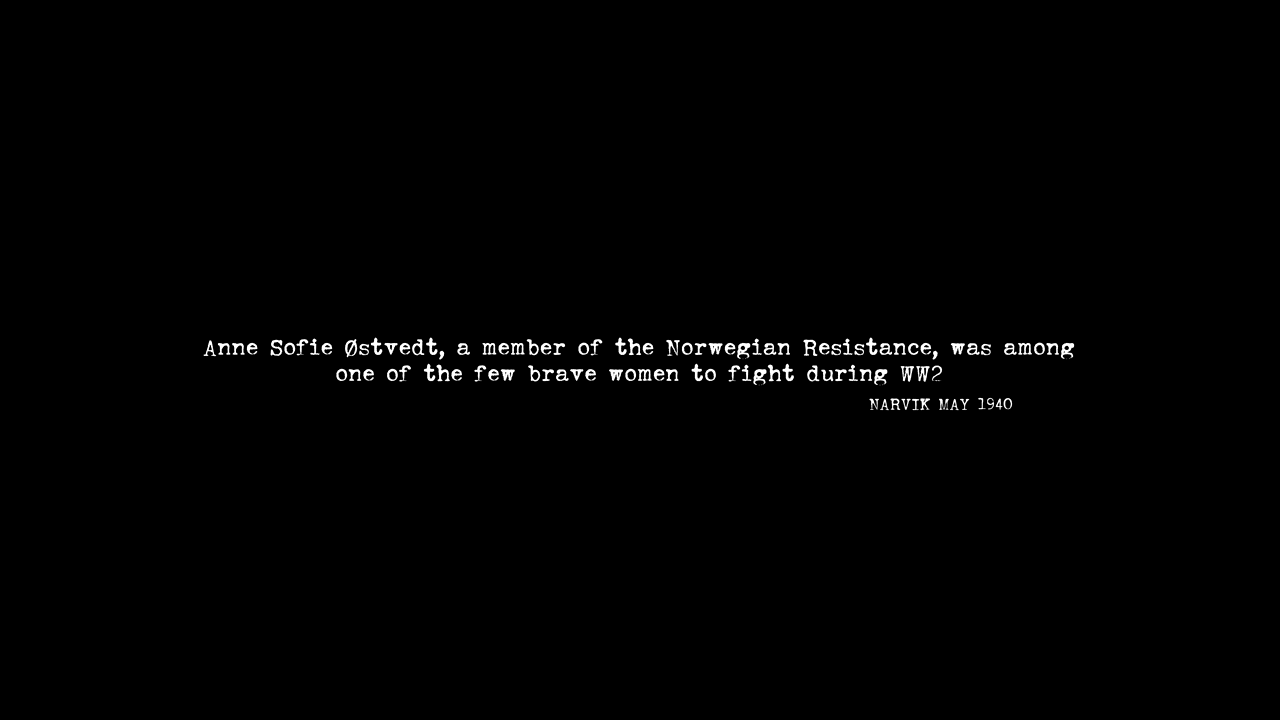 Anne Sofie Østvedt, a member of the Norwegian Resistance, was among
one of the few brave women to fight during WW2
NARVIK MAY 1940